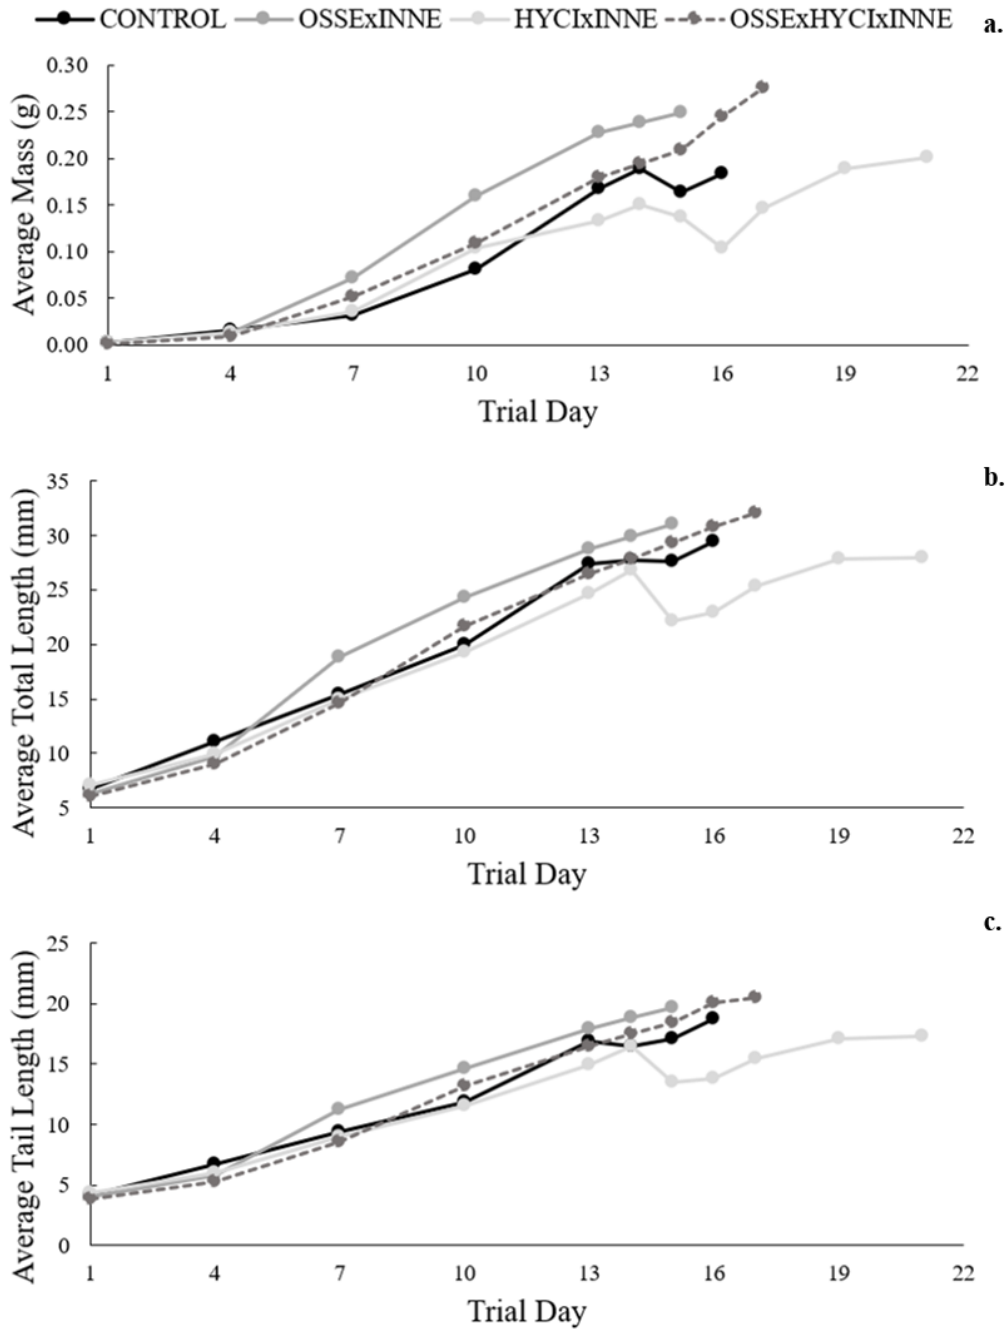 CONTROL OSSExINNE HYCIxINNE OSSExHYCIxINNE a.
Average Mass (g)
0.30
0.25
0.20
0.15
0.10
0.05
0.00
1 4 7 10 13 16 19 22
Trial Day
b.
Average Total Length (mm)
35
30
25
20
15
10
5
1 4 7 10 13 16 19 22
Trial Day
c.
Average Tail Length (mm)
25
20
15
10
5
0
1 4 7 10 13 16 19 22
Trial Day